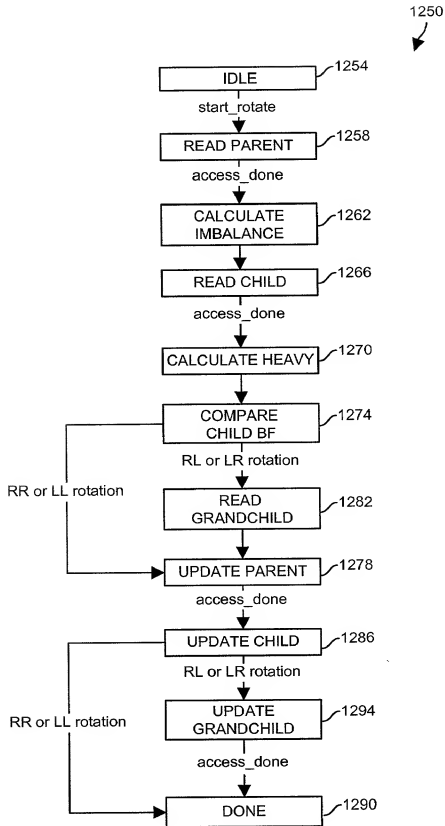 1250
IDLE
1254
start_rotate
READ PARENT
1258
access_done
CALCULATE
IMBALANCE
1262
READ CHILD
1266
access_done
CALCULATE HEAVY
1270
COMPARE
CHILD BF
1274
RL or LR rotation
RR or LL rotation
READ
GRANDCHILD
1282
UPDATE PARENT
1278
access_done
UPDATE CHILD
1286
RL or LR rotation
RR or LL rotation
UPDATE
GRANDCHILD
1294
access_done
DONE
1290